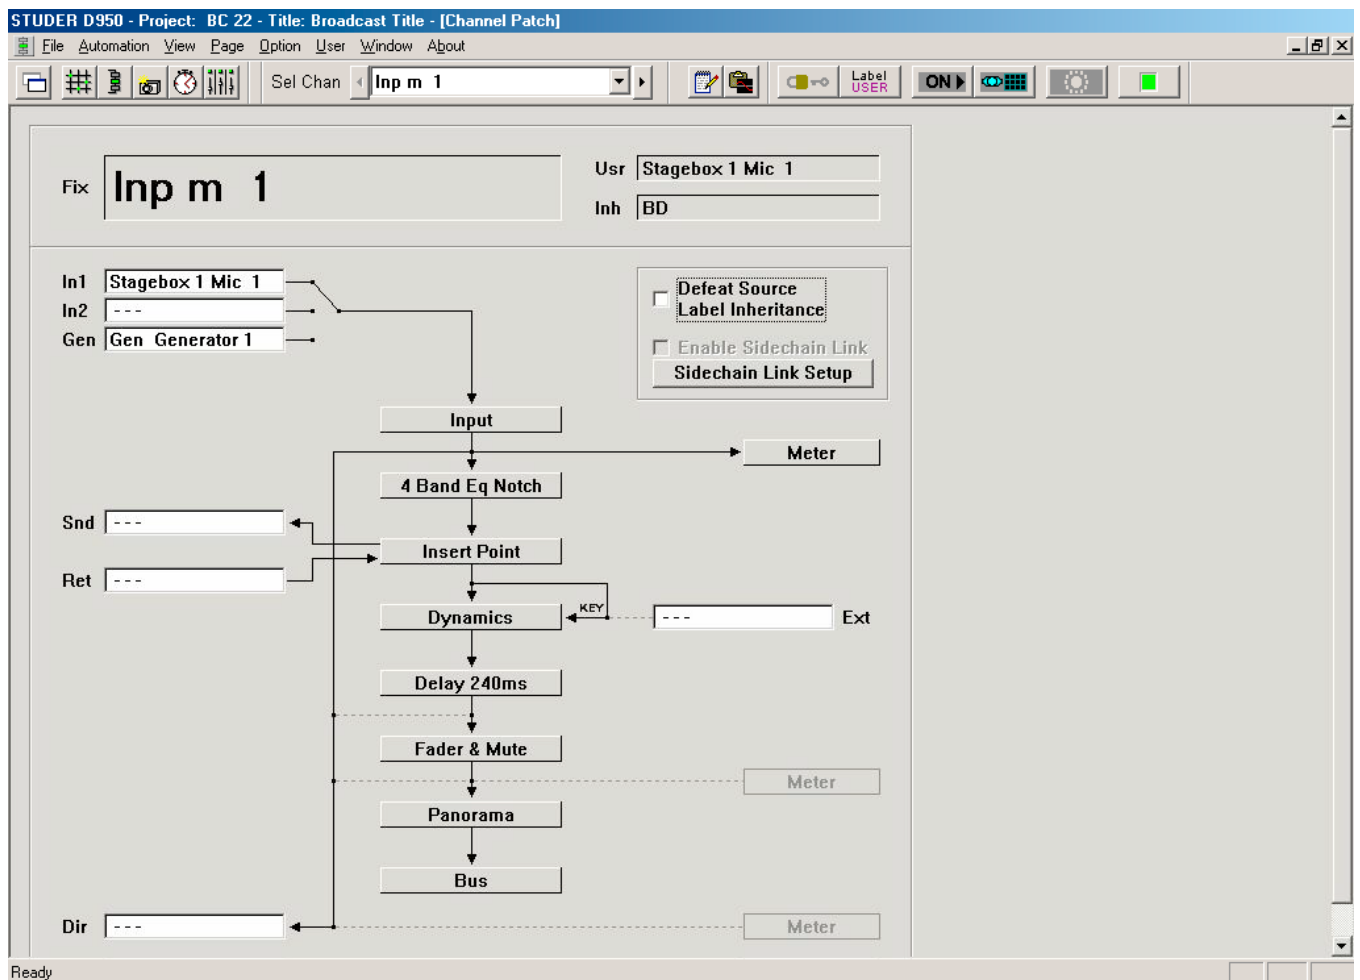 STUDER D950 - Project:  BC 22 - Title: Broadcast Title - [Channel Patch]
File Automation View Page Option User Window About
Sel Chan Inp m  1 Label USER ON
Fix Inp m  1
Usr Stagebox 1 Mic  1
Inh BD
In1 Stagebox 1 Mic  1
In2 ---
Gen Gen  Generator 1
Defeat Source
Label Inheritance
Enable Sidechain Link
Sidechain Link Setup
Input
Meter
4 Band Eq Notch
Snd ---
Insert Point
Ret ---
Dynamics KEY --- Ext
Delay 240ms
Fader & Mute
Meter
Panorama
Bus
Dir --- Meter
Ready